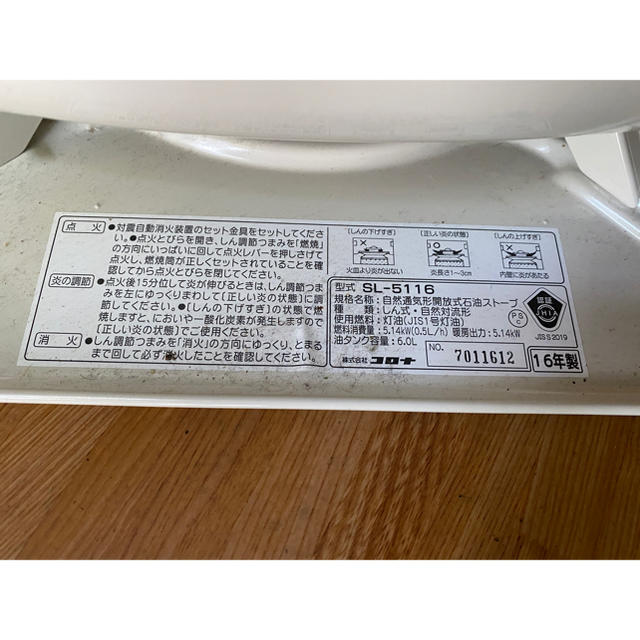 点火
●対震自動消火装置のセット金具をセットしてくださ
い。●点火とびらを開き、しん調節つまみを「燃焼」
の方向にいっぱいに回して点火レバーを押しさげて
点火し、燃焼筒が正しくセットされていることを確
認してから点火とびらを閉じてください。
炎の調節
●点火後15分位して炎が伸びるときは、しん調節つまみ
を左にゆっくりまわして〔正しい炎の状態〕に調節
してください。●〔しんの下げすぎ〕の状態で燃
焼しますと、においや一酸化炭素が発生しますので
〔正しい炎の状態〕でご使用ください。
消火
●しん調節つまみを「消火」の方向にゆっくり、とまる
まで回して必ず消火したことを確認してください。
〔しんの下げすぎ〕
〔正しい炎の状態〕
〔しんの上げすぎ〕
火皿より炎が出ない
炎長さ1~3cm
内筒に炎があたる
型式 SL-5116
規格名称:自然通気形開放式石油ストーブ
種類:しん式・自然対流形
使用燃料:灯油(JIS1号灯油)
燃料消費量:5.14kW(0.5L/h) 暖房出力:5.14kW
油タンク容量:6.0L
株式会社 コロナ
NO. 7011612
16年製
PSC
認証
JHIA
JIS S 2019